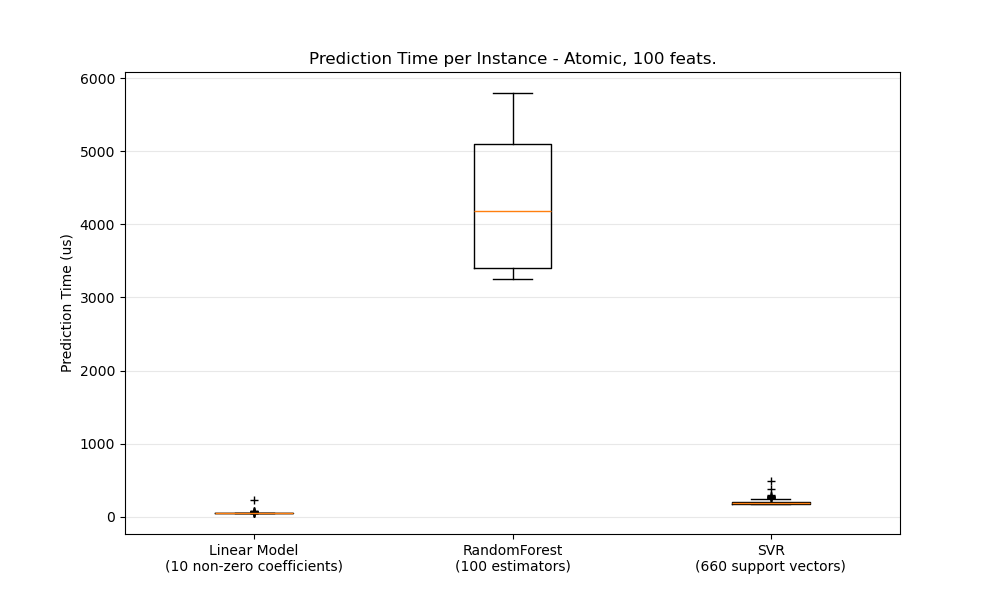 Prediction Time per Instance - Atomic, 100 feats.
Prediction Time (us)
6000
5000
4000
3000
2000
1000
0
Linear Model
(10 non-zero coefficients)
RandomForest
(100 estimators)
SVR
(660 support vectors)